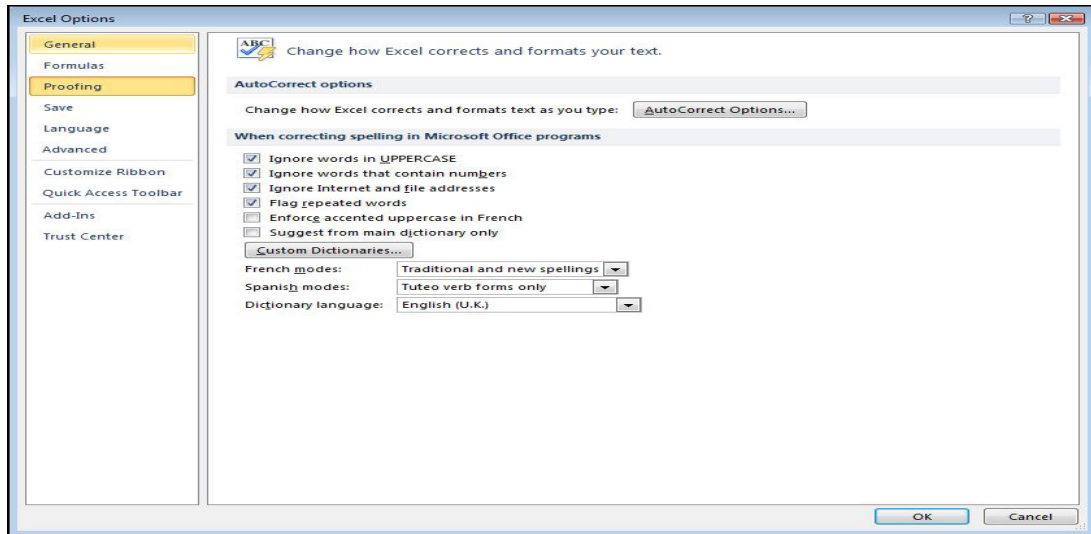 Excel Options
General
Formulas
Proofing
Save
Language
Advanced
Customize Ribbon
Quick Access Toolbar
Add-Ins
Trust Center
ABC
Change how Excel corrects and formats your text.
AutoCorrect options
Change how Excel corrects and formats text as you type: AutoCorrect Options...
When correcting spelling in Microsoft Office programs
Ignore words in UPPERCASE
Ignore words that contain numbers
Ignore Internet and file addresses
Flag repeated words
Enforce accented uppercase in French
Suggest from main dictionary only
Custom Dictionaries...
French modes: Traditional and new spellings
Spanish modes: Tuteo verb forms only
Dictionary language: English (U.K.)
OK Cancel